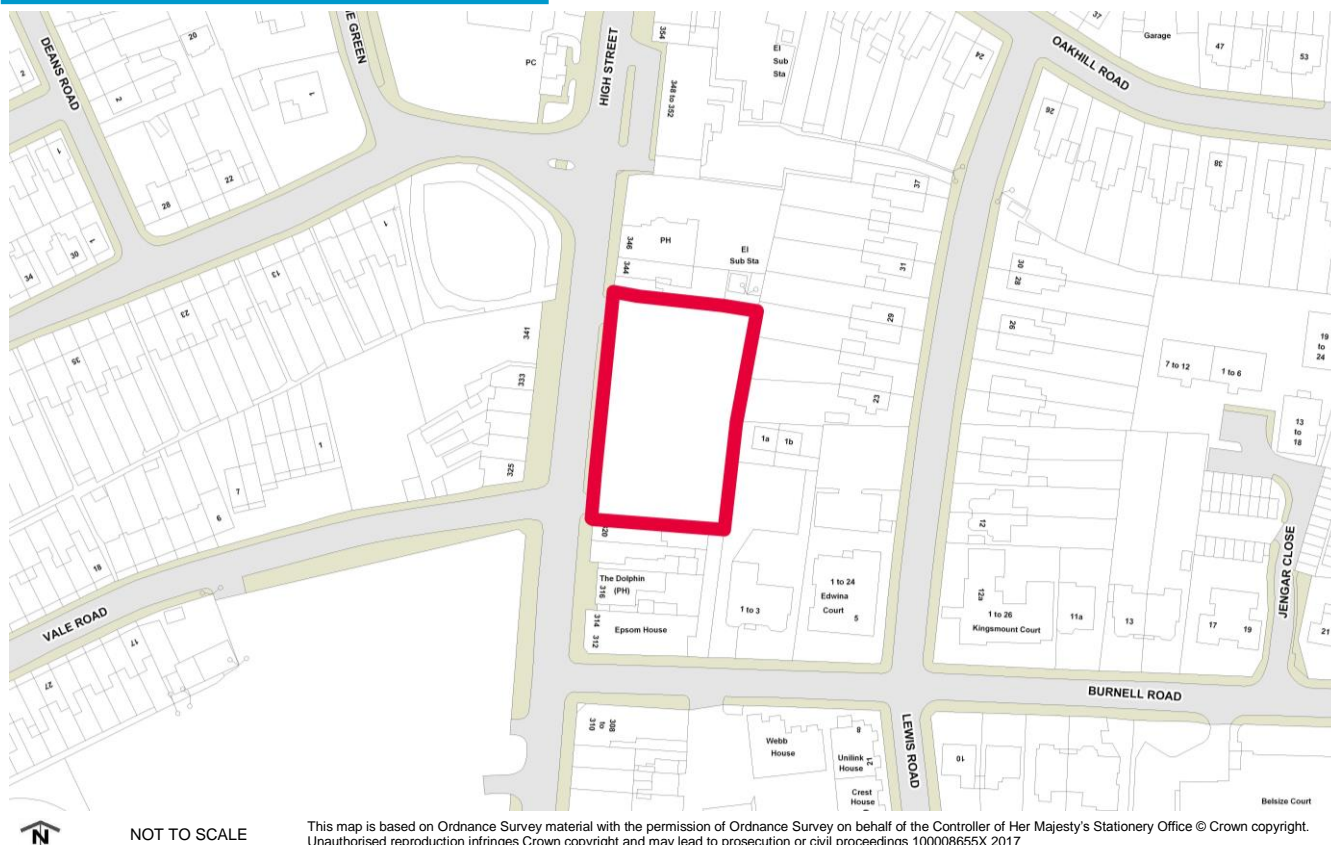 DEANS ROAD
2
20
2
1
E GREEN
PC
HIGH STREET
354
El
Sub
Sta
348 to 352
24
37
Garage
47
53
OAKHILL ROAD
26
38
1
1
30
34
28
22
1
13
23
35
346
PH
344
El
Sub Sta
37
31
29
23
30
28
26
341
333
325
1
7
6
18
VALE ROAD
17
27
1a
1b
20
The Dolphin
(PH)
316
314
312
Epsom House
1 to 3
1 to 24
Edwina
Court
5
7 to 12
1 to 6
19
to
24
13
to
18
12
12a
1 to 26
Kingsmount Court
11a
13
17
19
21
JENGAR CLOSE
BURNELL ROAD
LEWIS ROAD
308
to
310
Webb
House
8
Unilink
House
21
Crest
House
10
Belsize Court
N
NOT TO SCALE
This map is based on Ordnance Survey material with the permission of Ordnance Survey on behalf of the Controller of Her Majesty's Stationery Office © Crown copyright.
Unauthorised reproduction infringes Crown copyright and may lead to prosecution or civil proceedings 100008655X 2017